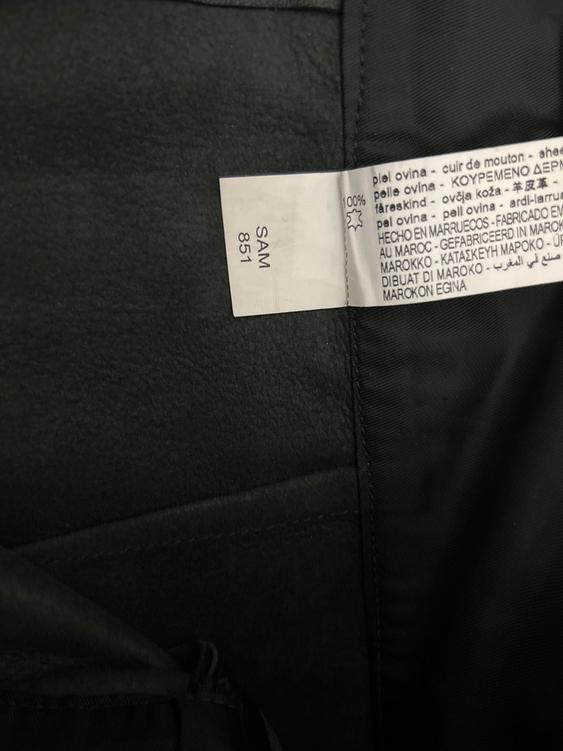 SAM
851
100%
piel ovina - cuir de mouton - shee
pelle ovina - ΚΟΥΡΕΜΕΝΟ ΔΕΡΜ
fåreskind - ovčja koža - 羊皮革 -
pel ovina - pell ovina - ardi-larrua
HECHO EN MARRUECOS - FABRICADO EM
AU MAROC - GEFABRICEERD IN MAROK
MAROKKO - ΚΑΤΑΣΚΕΥΗ ΜΑΡΟΚΟ - ÜR
DIBUAT DI MAROKO - صنع في المغرب
MAROKON EGINA